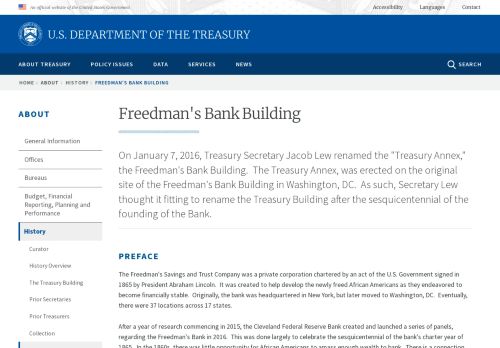 An official website of the United States Government
Accessibility Languages Contact
U.S. DEPARTMENT OF THE TREASURY
ABOUT TREASURY POLICY ISSUES DATA SERVICES NEWS SEARCH
HOME › ABOUT › HISTORY › FREEDMAN'S BANK BUILDING
ABOUT
General Information
Offices
Bureaus
Budget, Financial
Reporting, Planning and
Performance
History
Curator
History Overview
The Treasury Building
Prior Secretaries
Prior Treasurers
Collection
Freedman's Bank Building
On January 7, 2016, Treasury Secretary Jacob Lew renamed the "Treasury Annex,"
the Freedman's Bank Building. The Treasury Annex, was erected on the original
site of the Freedman's Bank Building in Washington, DC. As such, Secretary Lew
thought it fitting to rename the Treasury Building after the sesquicentennial of the
founding of the Bank.
PREFACE
The Freedman's Savings and Trust Company was a private corporation chartered by an act of the U.S. Government signed in
1865 by President Abraham Lincoln. It was created to help develop the newly freed African Americans as they endeavored to
become financially stable. Originally, the bank was headquartered in New York, but later moved to Washington, DC. Eventually,
there were 37 locations across 17 states.
After a year of research commencing in 2015, the Cleveland Federal Reserve Bank created and launched a series of panels,
regarding the Freedman's Bank in 2016. This was done largely to celebrate the sesquicentennial of the bank's charter year of
1865. In the 1860s, there was little opportunity for African Americans to amass enough wealth to bank. There is a connection